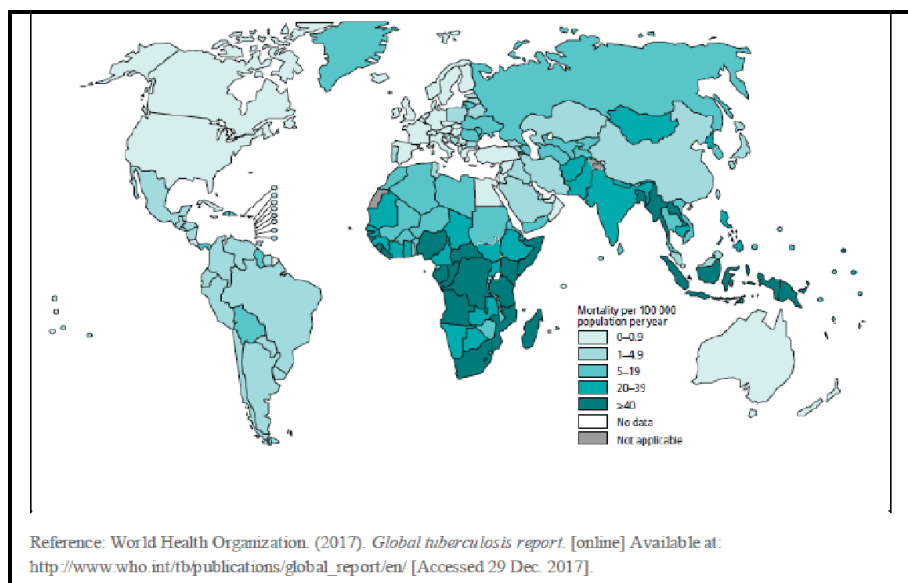 Mortality per 100 000
population per year
0–0.9
1–4.9
5–19
20–39
≥40
No data
Not applicable
Reference: World Health Organization. (2017). Global tuberculosis report. [online] Available at:
http://www.who.int/tb/publications/global_report/en/ [Accessed 29 Dec. 2017].